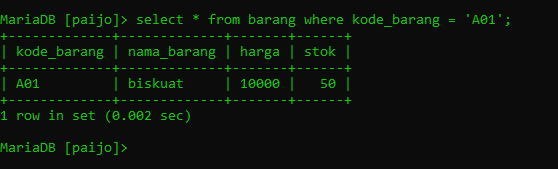 MariaDB [paijo]> select * from barang where kode_barang = 'A01';
+-------------+-------------+-------+------+
| kode_barang | nama_barang | harga | stok |
+-------------+-------------+-------+------+
| A01         | biskuat     | 10000 |   50 |
+-------------+-------------+-------+------+
1 row in set (0.002 sec)
MariaDB [paijo]>